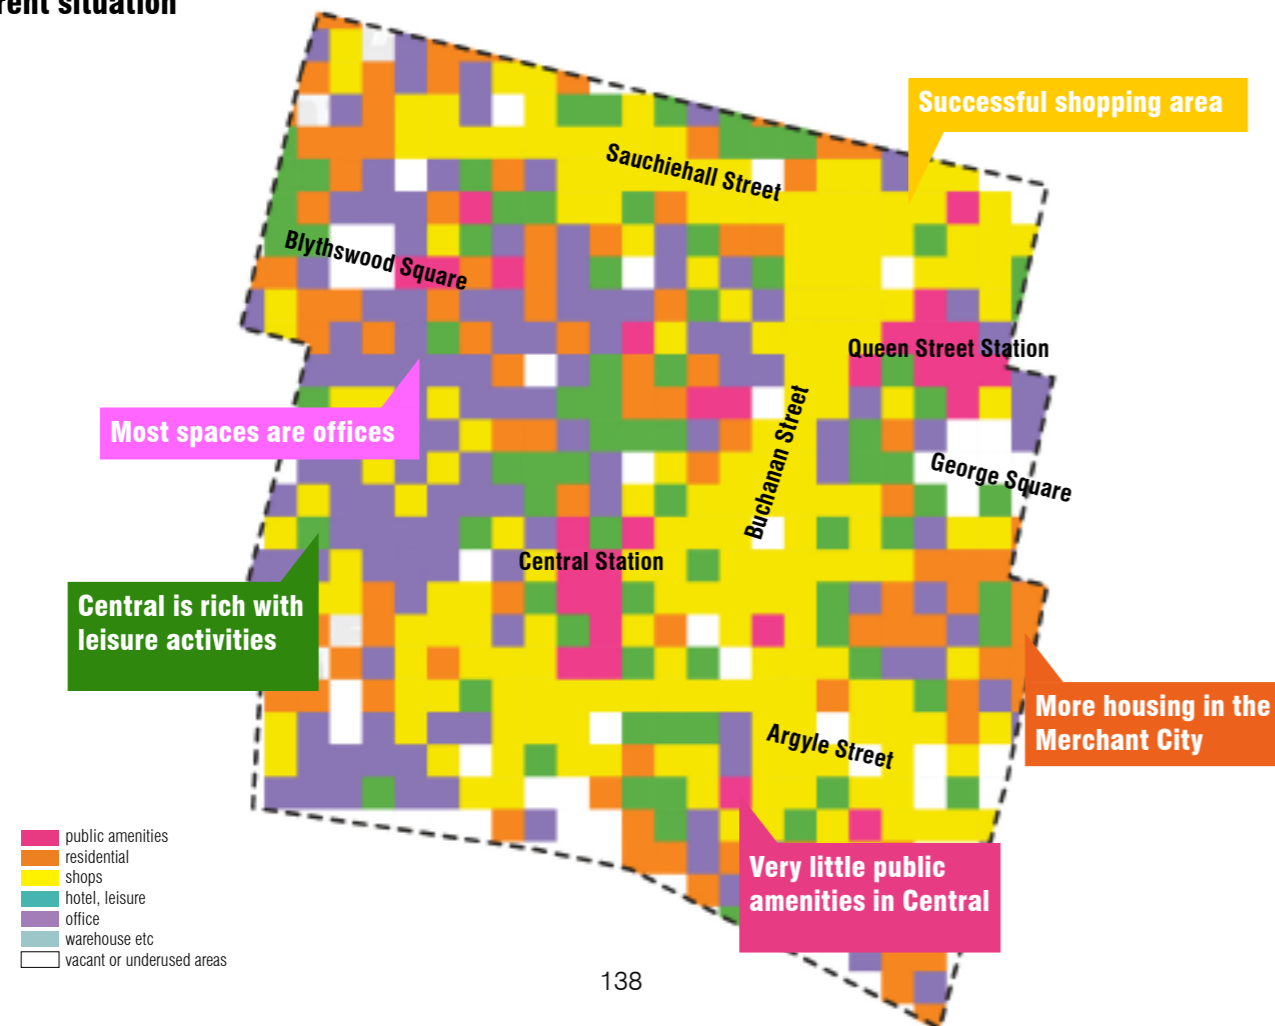 rent situation
Successful shopping area
Sauchiehall Street
Blythswood Square
Queen Street Station
Most spaces are offices
Buchanan Street
George Square
Central Station
Central is rich with
leisure activities
More housing in the
Merchant City
Argyle Street
public amenities
residential
shops
hotel, leisure
office
warehouse etc
vacant or underused areas
Very little public
amenities in Central
138